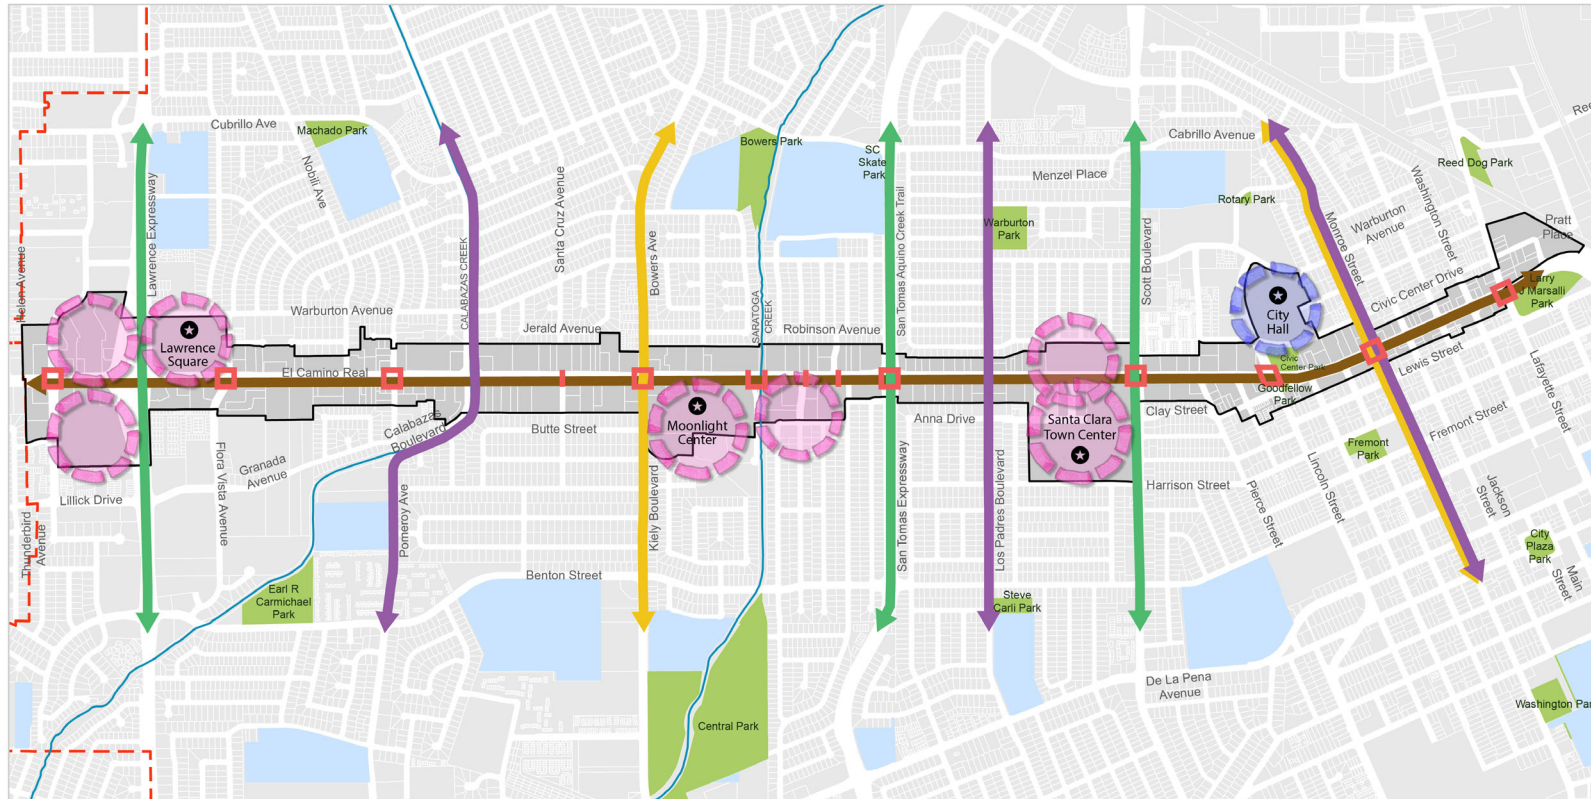 Cubrillo Ave
Machado Park
Nobili Ave
Lawrence Expressway
Helen Avenue
Warburton Avenue
CALABAZAS CREEK
Santa Cruz Avenue
Bowers Ave
Bowers Park
SC
Skate
Park
Jerald Avenue
SARATOGA
CREEK
Robinson Avenue
San Tomas Aquino Creek Trail
Menzel Place
Warburton
Park
Scott Boulevard
Cabrillo Avenue
Rotary Park
Monroe Street
Warburton
Avenue
Washington Street
Reed Dog Park
Pratt
Place
Civic Center Drive
Larry
J Marsalli
Park
City
Hall
Civic
Center Park
Goodfellow
Park
Lewis Street
Lafayette Street
Lawrence
Square
El Camino Real
Calabazas
Boulevard
Butte Street
Moonlight
Center
Anna Drive
Santa Clara
Town Center
Clay Street
Harrison Street
Fremont
Park
Fremont Street
Lillick Drive
Flora Vista Avenue
Granada
Avenue
Thunderbird
Avenue
Pomeroy Ave
Kiely Boulevard
San Tomas Expressway
Los Padres Boulevard
Pierce Street
Lincoln Street
Jackson
Street
City
Plaza
Park
Main
Street
Earl R
Carmichael
Park
Benton Street
Steve
Carli Park
De La Pena
Avenue
Central Park
Washington Par